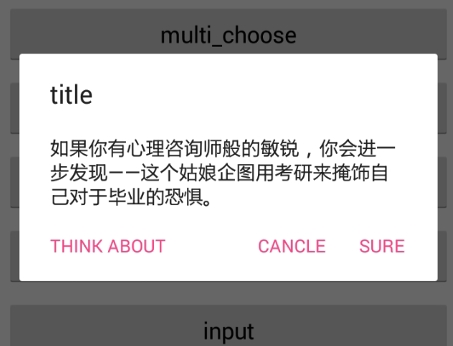 multi_choose
title
如果你有心理咨询师般的敏锐，你会进一
步发现——这个姑娘企图用考研来掩饰自
己对于毕业的恐惧。
THINK ABOUT CANCLE SURE
input